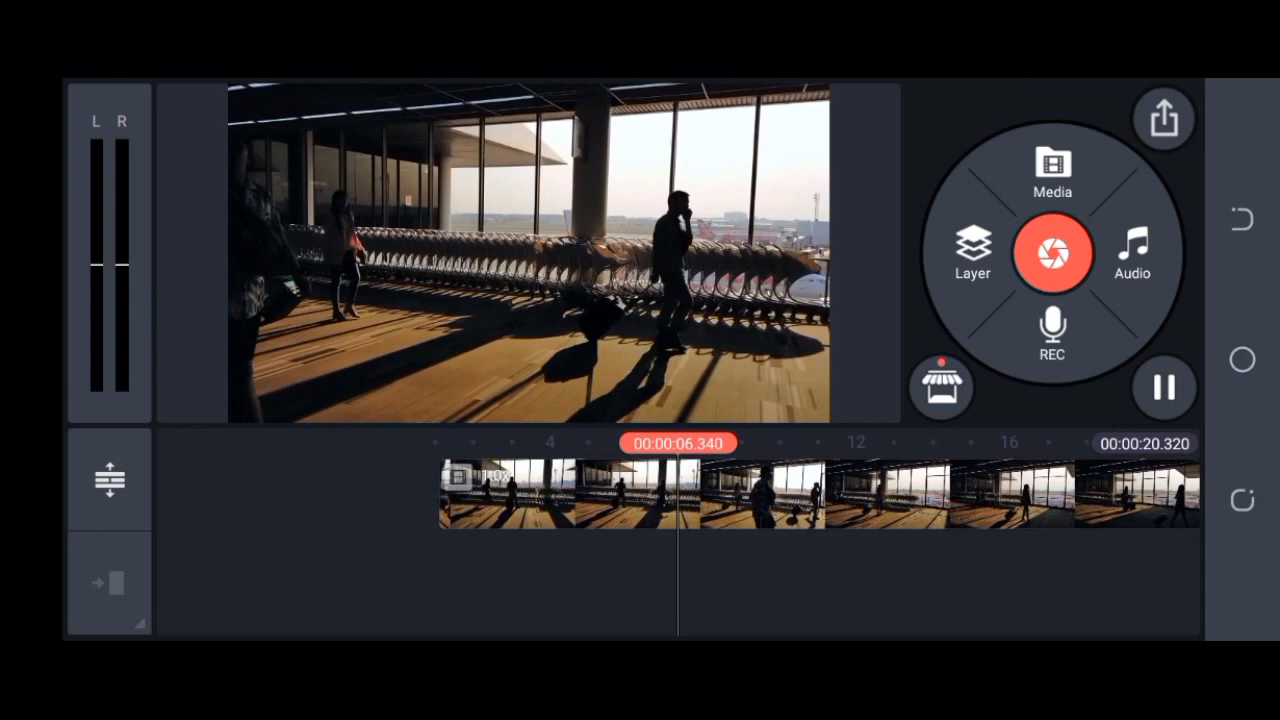 L R
Media
Layer
Audio
REC
4
00:00:06.340
12
16
00:00:20.320